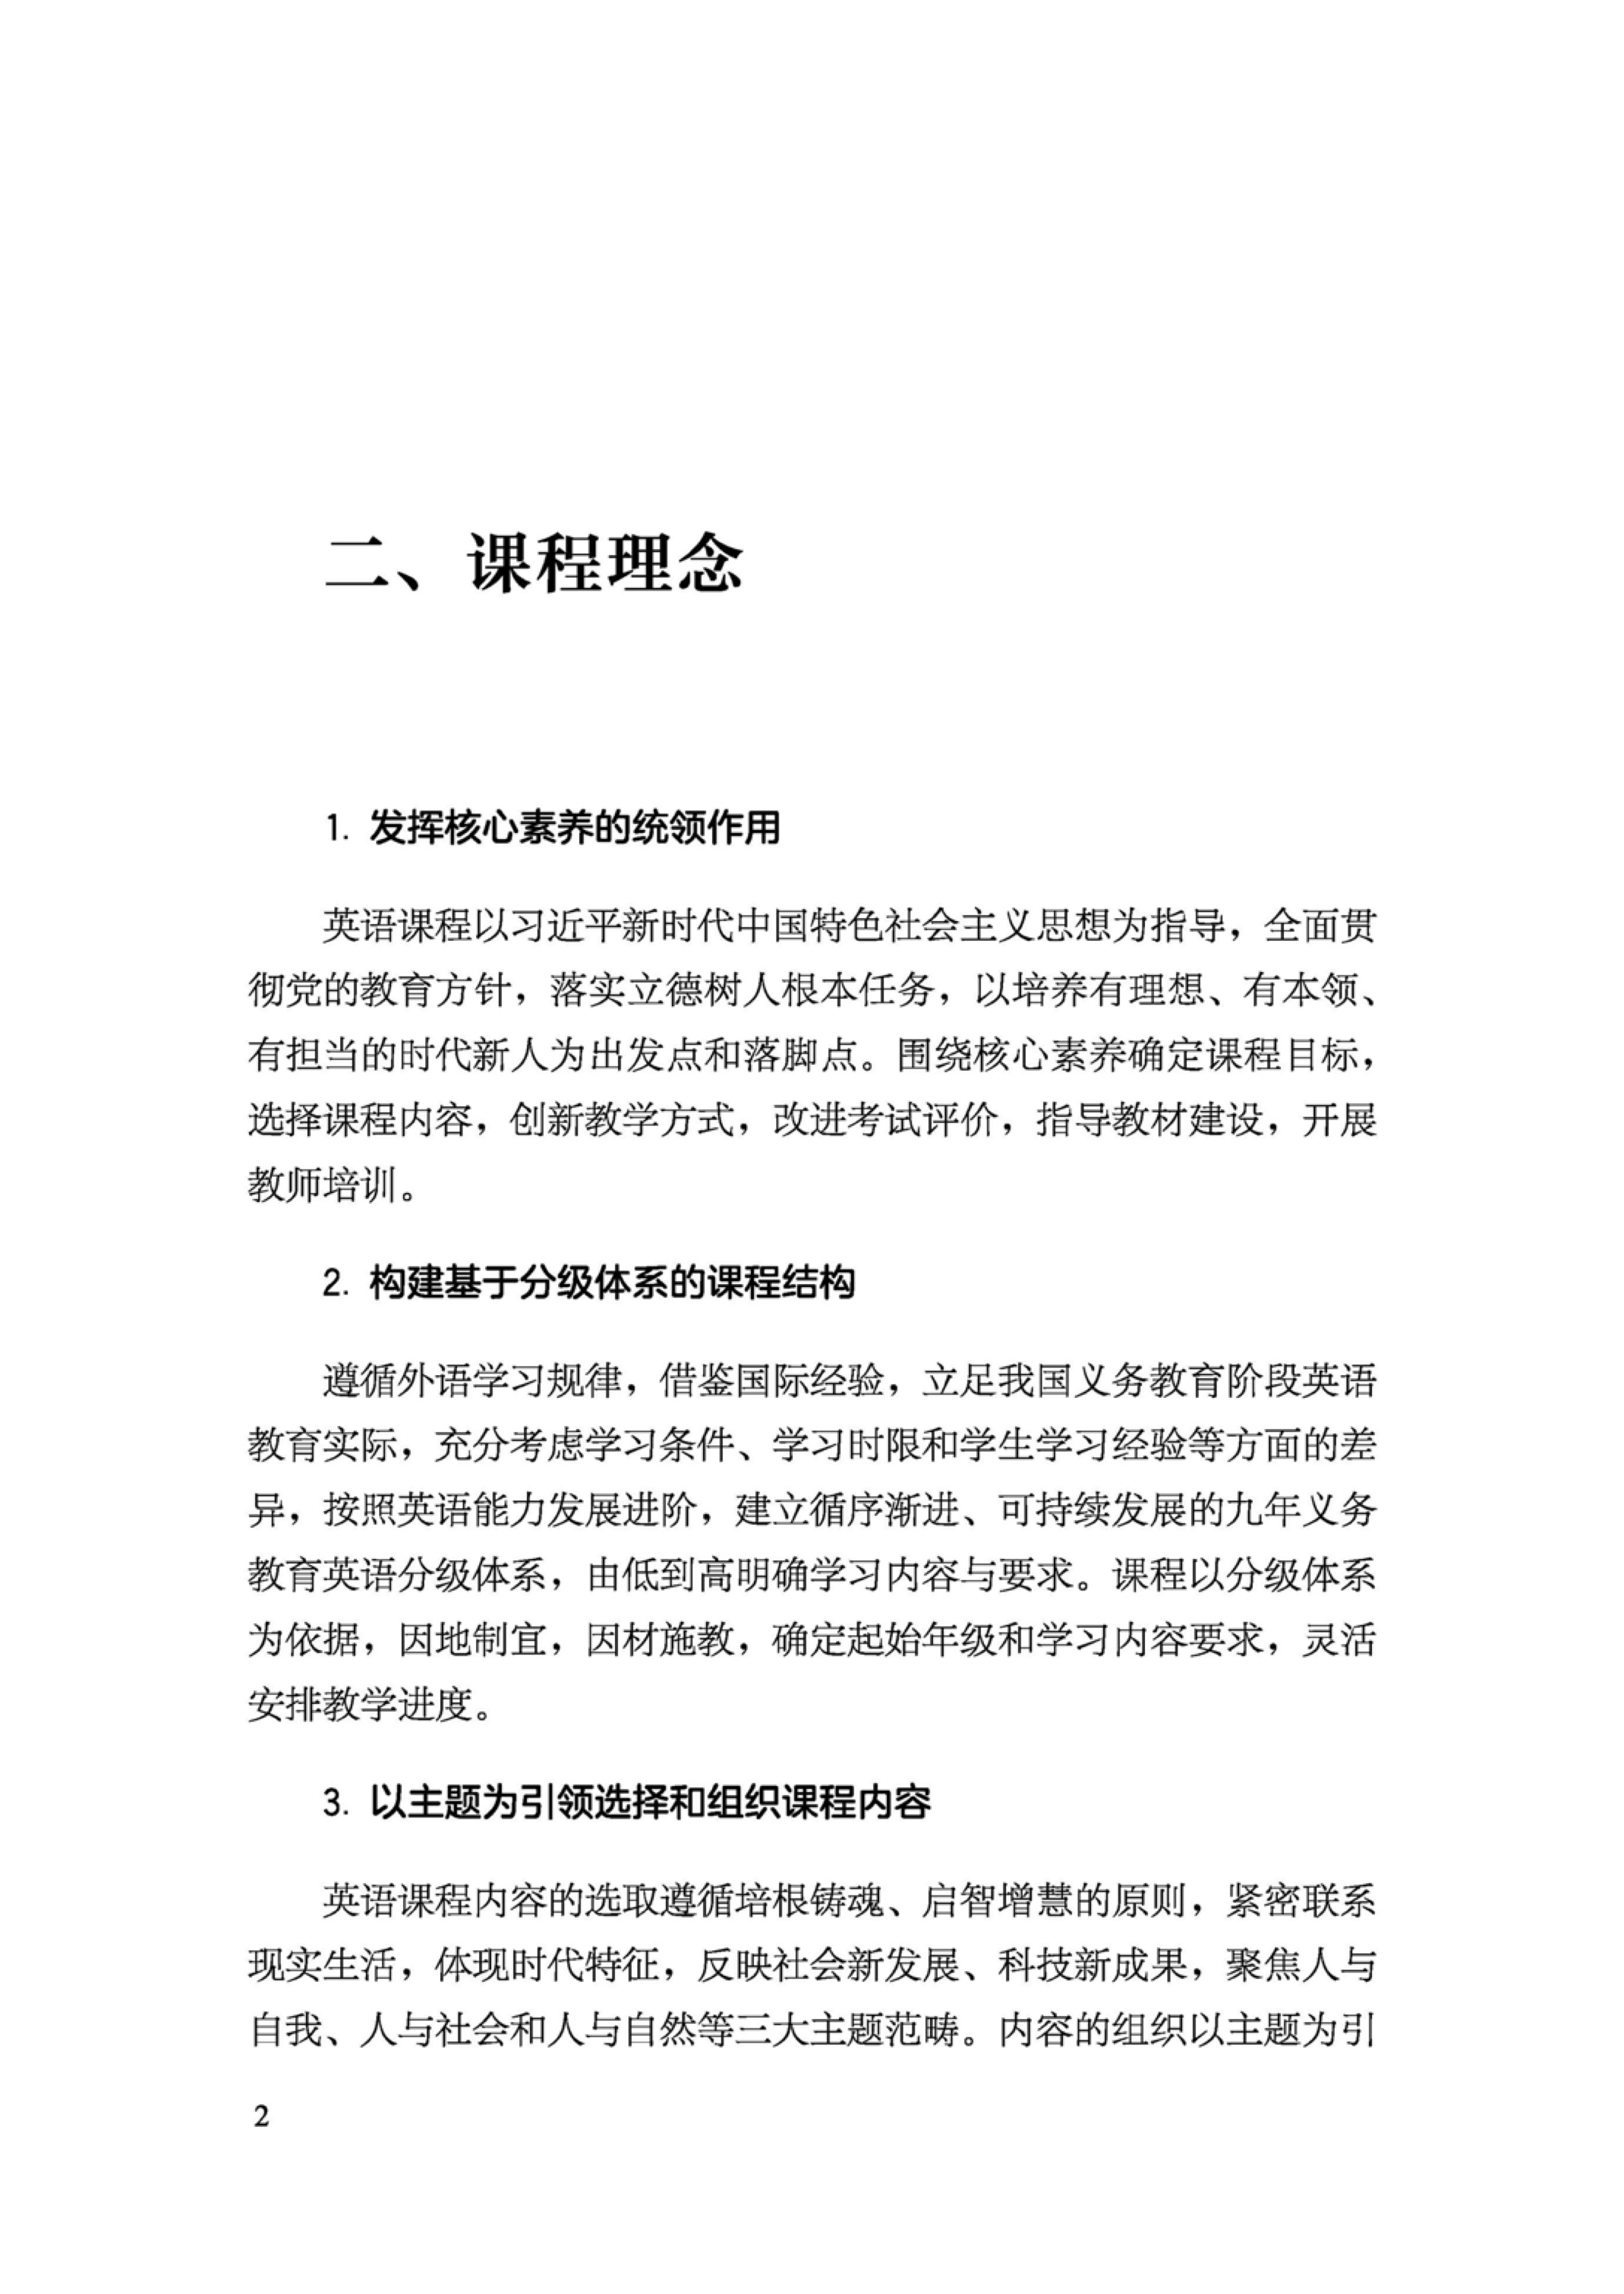 二、课程理念
1. 发挥核心素养的统领作用
英语课程以习近平新时代中国特色社会主义思想为指导，全面贯
彻党的教育方针，落实立德树人根本任务，以培养有理想、有本领、
有担当的时代新人为出发点和落脚点。围绕核心素养确定课程目标，
选择课程内容，创新教学方式，改进考试评价，指导教材建设，开展
教师培训。
2. 构建基于分级体系的课程结构
遵循外语学习规律，借鉴国际经验，立足我国义务教育阶段英语
教育实际，充分考虑学习条件、学习时限和学生学习经验等方面的差
异，按照英语能力发展进阶，建立循序渐进、可持续发展的九年义务
教育英语分级体系，由低到高明确学习内容与要求。课程以分级体系
为依据，因地制宜，因材施教，确定起始年级和学习内容要求，灵活
安排教学进度。
3. 以主题为引领选择和组织课程内容
英语课程内容的选取遵循培根铸魂、启智增慧的原则，紧密联系
现实生活，体现时代特征，反映社会新发展、科技新成果，聚焦人与
自我、人与社会和人与自然等三大主题范畴。内容的组织以主题为引
2